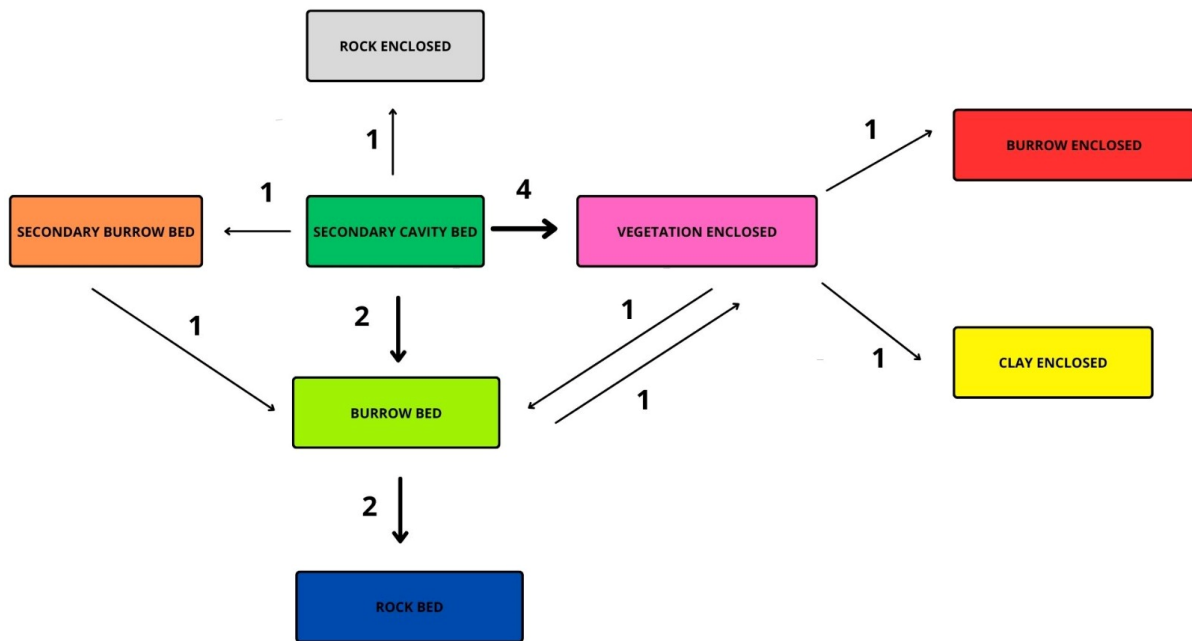 ROCK ENCLOSED
1
1
BURROW ENCLOSED
1
4
SECONDARY BURROW BED
SECONDARY CAVITY BED
VEGETATION ENCLOSED
1
2
1
1
CLAY ENCLOSED
1
BURROW BED
2
ROCK BED